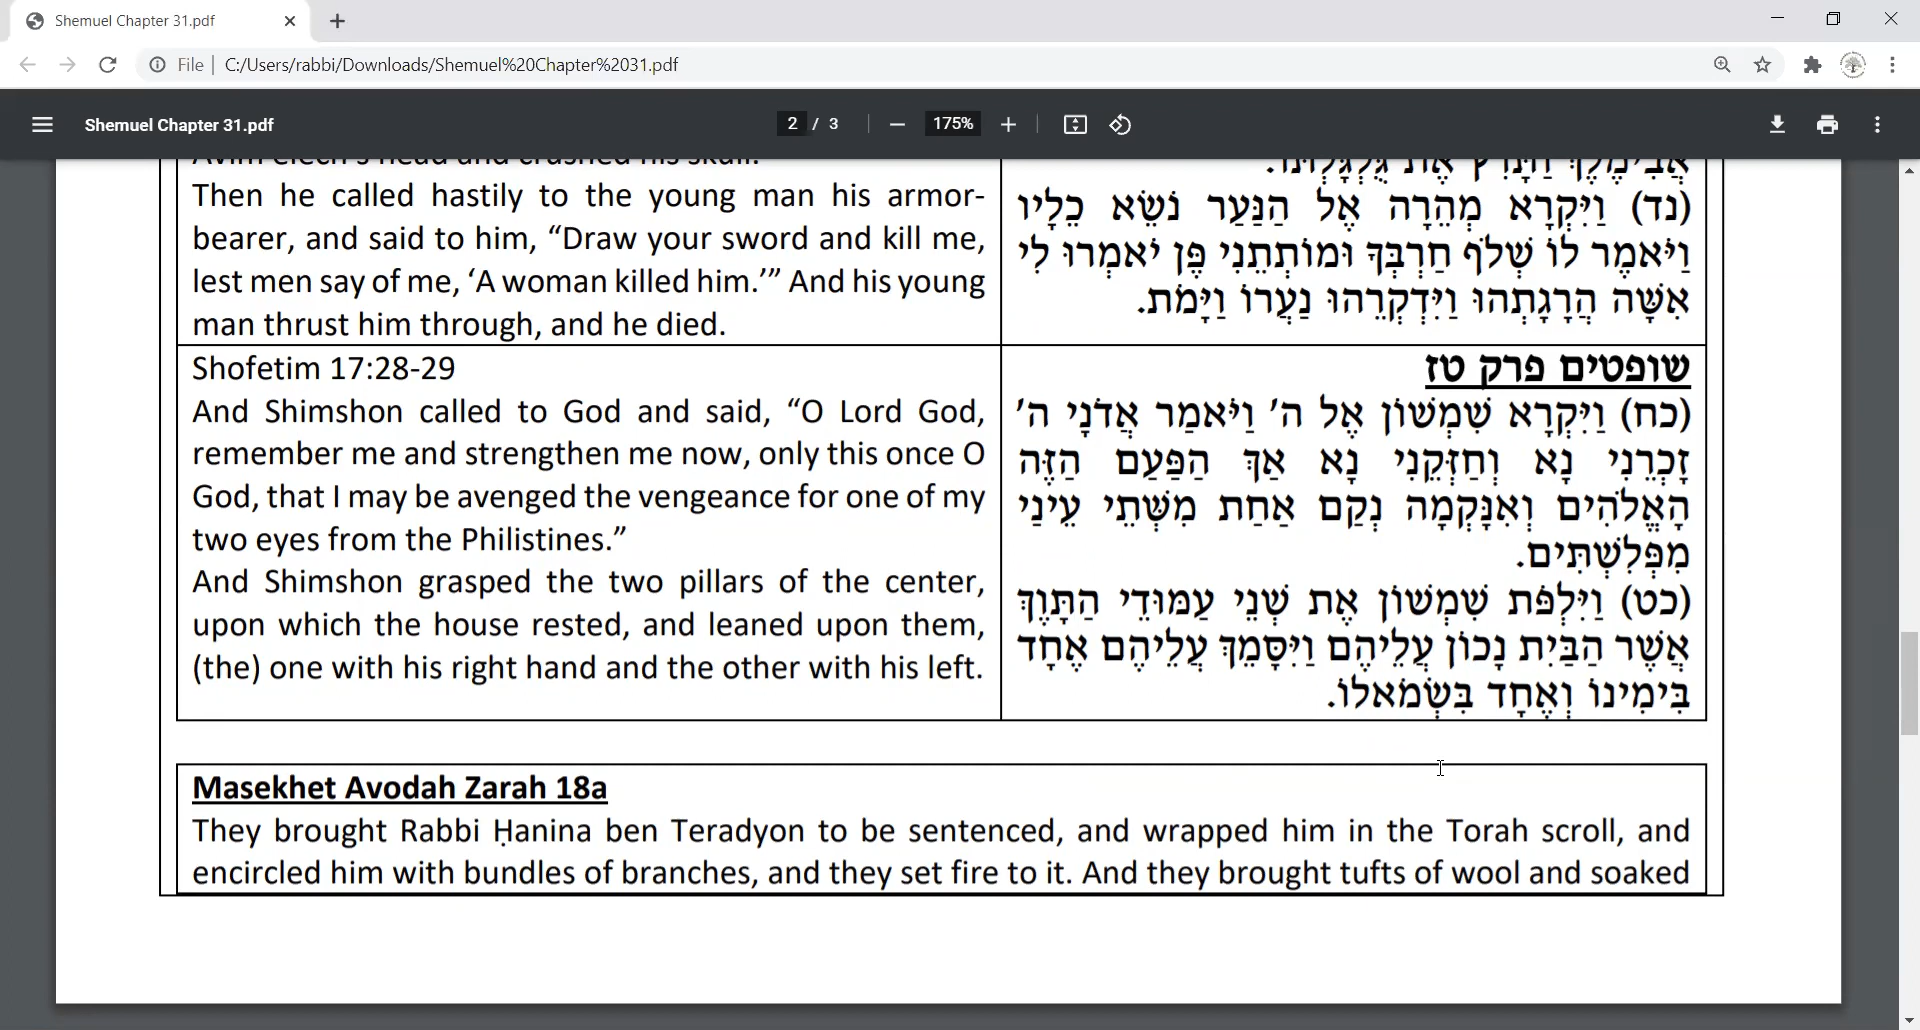 Shemuel Chapter 31.pdf
File
C:/Users/rabbi/Downloads/Shemuel%20Chapter%2031.pdf
Shemuel Chapter 31.pdf
2 / 3
175%
Avim'elech's head and crushed his skull.
Then he called hastily to the young man his armor-
bearer, and said to him, “Draw your sword and kill me,
lest men say of me, ‘A woman killed him.’” And his young
man thrust him through, and he died.
אֲבִימֶלֶךְ וַתָּרִץ אֶת גֻּלְגָּלְתּוֹ.
(נד) וַיִּקְרָא מְהֵרָה אֶל הַנַּעַר נֹשֵׂא כֵלָיו
וַיֹּאמֶר לוֹ שְׁלֹף חַרְבְּךָ וּמוֹתְתֵנִי פֶּן יֹאמְרוּ לִי
אִשָּׁה הֲרָגָתְהוּ וַיִּדְקְרֵהוּ נַעֲרוֹ וַיָּמֹת.
Shofetim 17:28-29
And Shimshon called to God and said, “O Lord God,
remember me and strengthen me now, only this once O
God, that I may be avenged the vengeance for one of my
two eyes from the Philistines.”
And Shimshon grasped the two pillars of the center,
upon which the house rested, and leaned upon them,
(the) one with his right hand and the other with his left.
שופטים פרק טז
(כח) וַיִּקְרָא שִׁמְשׁוֹן אֶל ה' וַיֹּאמַר אֲדֹנָי ה'
זָכְרֵנִי נָא וְחַזְּקֵנִי נָא אַךְ הַפַּעַם הַזֶּה
הָאֱלֹהִים וְאִנָּקְמָה נְקַם אַחַת מִשְּׁתֵי עֵינַי
מִפְּלִשְׁתִּים.
(כט) וַיִּלְפֹּת שִׁמְשׁוֹן אֶת שְׁנֵי עַמּוּדֵי הַתָּוֶךְ
אֲשֶׁר הַבַּיִת נָכוֹן עֲלֵיהֶם וַיִּסָּמֵךְ עֲלֵיהֶם אֶחָד
בִּימִינוֹ וְאֶחָד בִּשְׂמֹאלוֹ.
Masekhet Avodah Zarah 18a
They brought Rabbi Ḥanina ben Teradyon to be sentenced, and wrapped him in the Torah scroll, and
encircled him with bundles of branches, and they set fire to it. And they brought tufts of wool and soaked